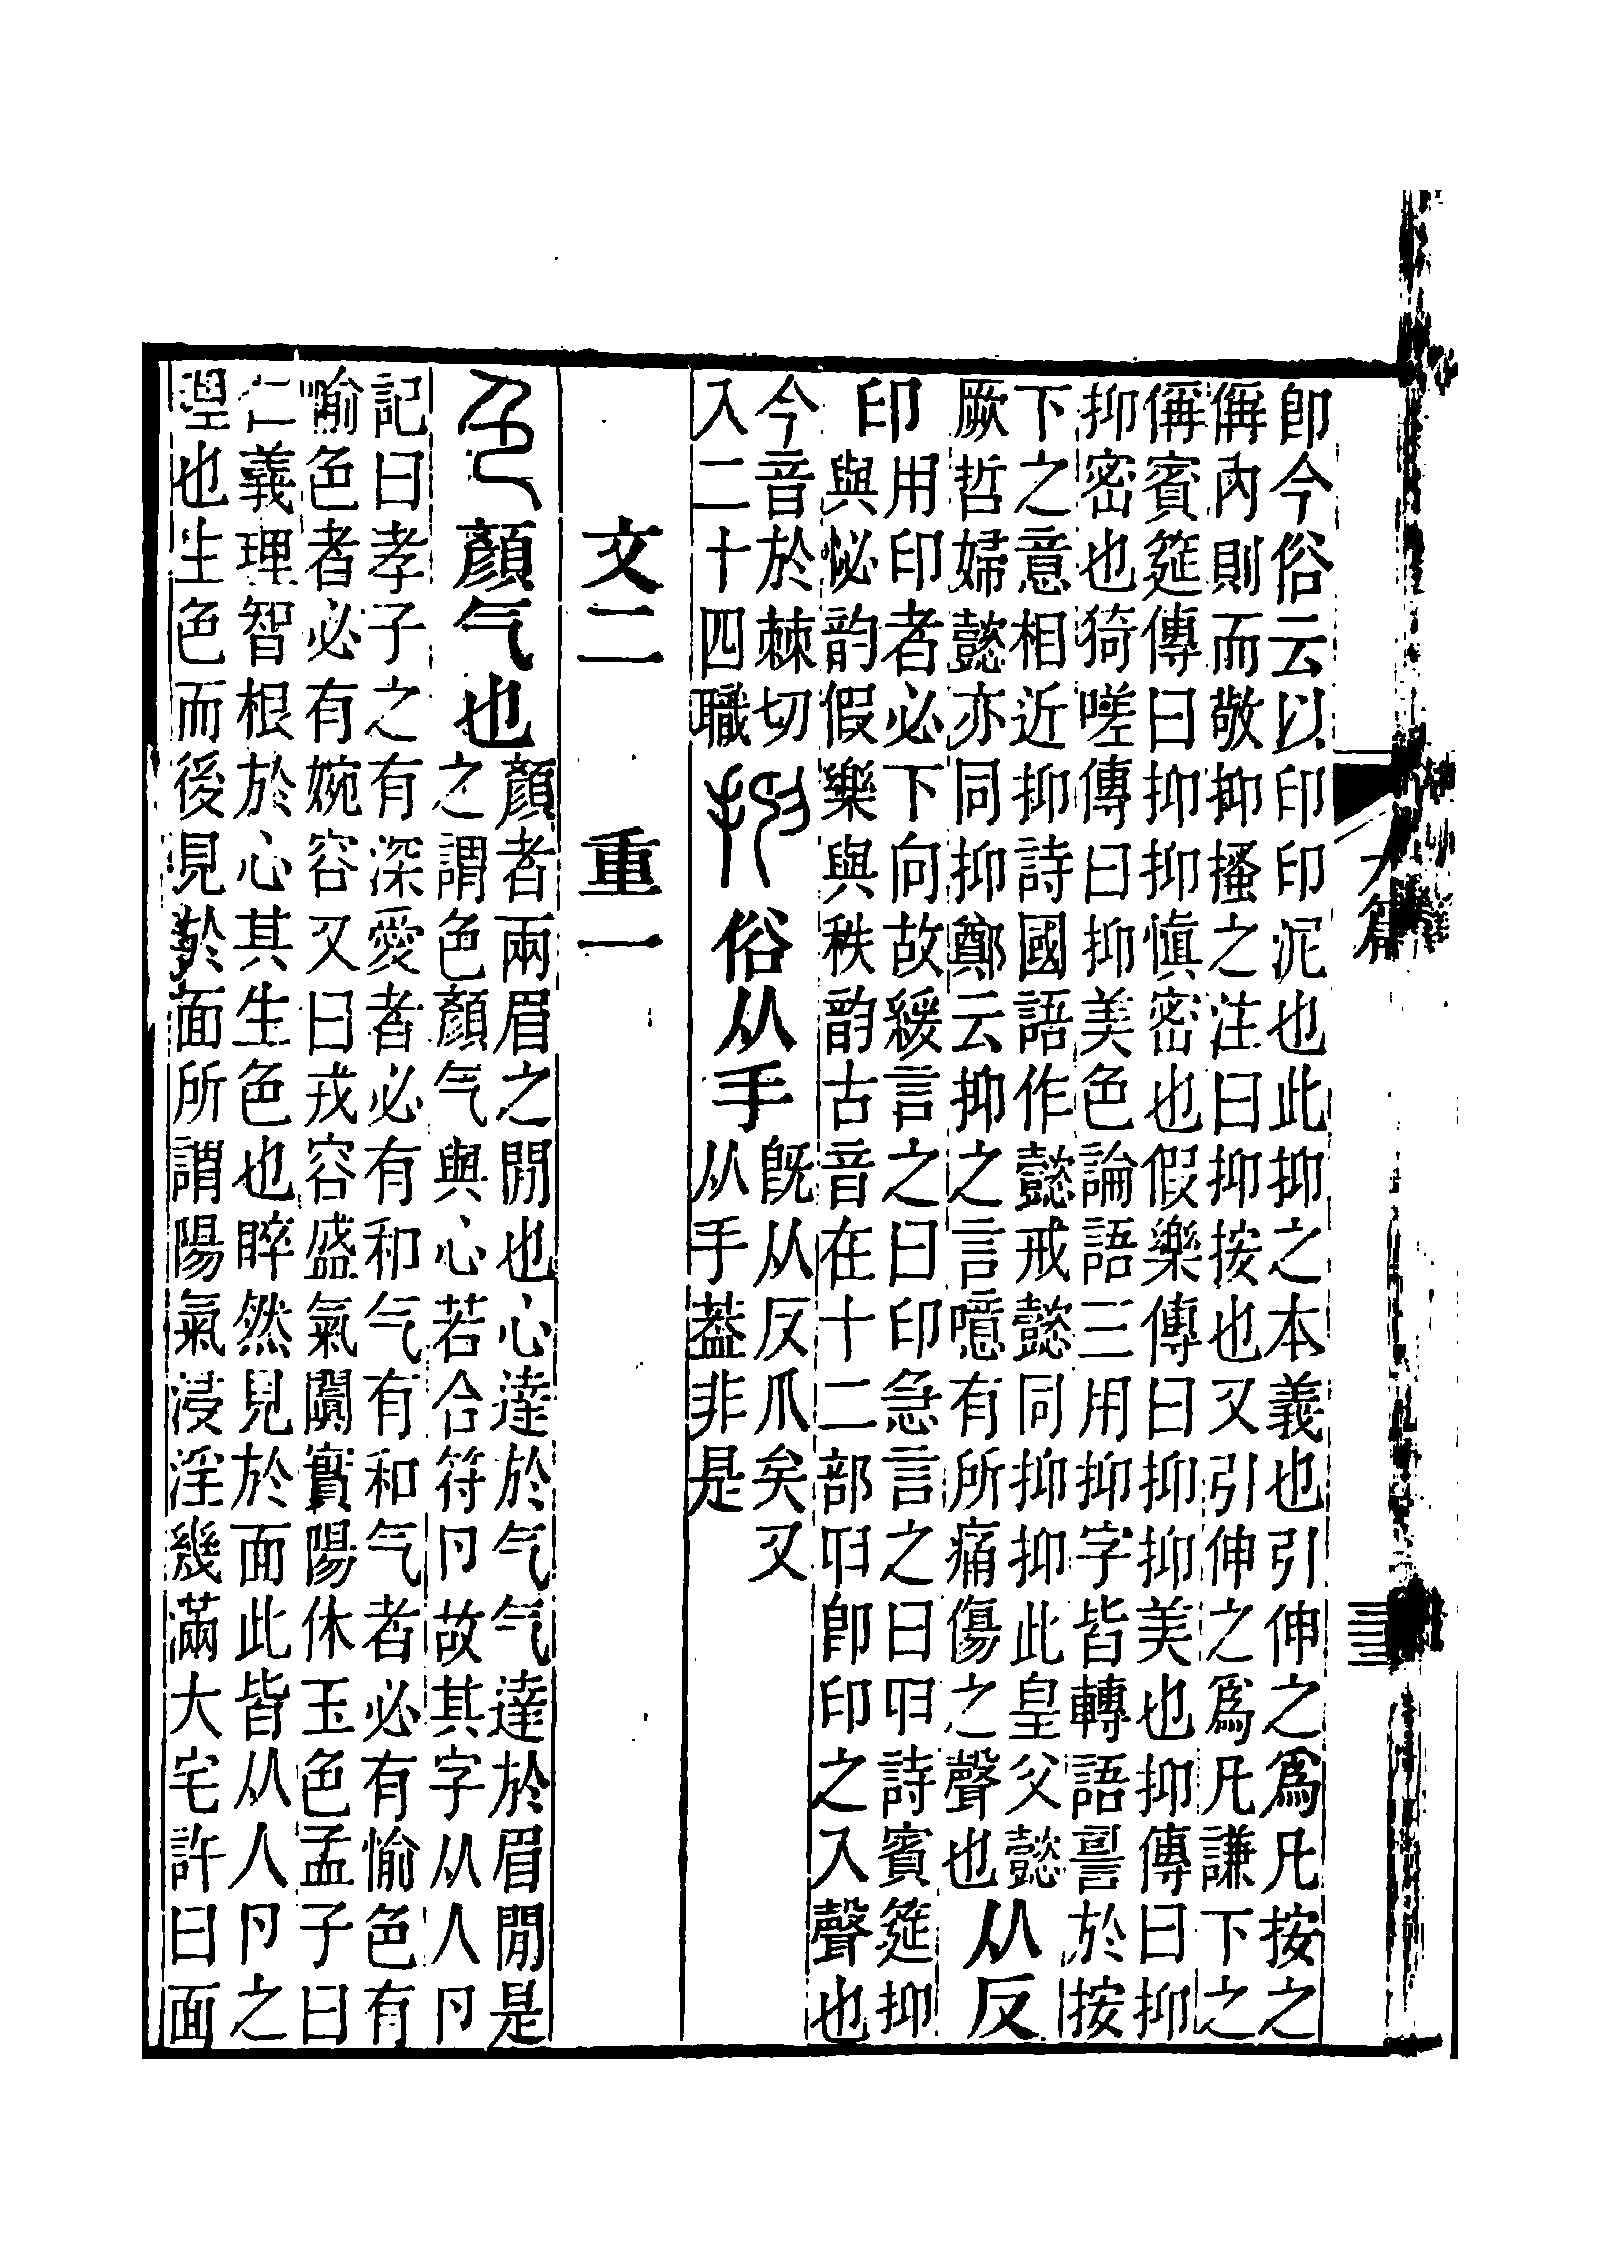 卽今俗云以印印泥也此抑之本義也引伸之爲凡按之
偁內則而敬抑搔之注曰抑按也又引伸之爲凡謙下之
偁賓筵傳曰抑抑愼密也假樂傳曰抑抑美也抑傳曰抑
抑密也猗嗟傳曰抑美色論語三用抑字皆轉語䛐於按
下之意相近抑詩國語作懿戒懿同抑抑此皇父懿
厥哲婦懿亦同抑鄭云抑之言噫有所痛傷之聲也
从反
印
用印者必下向故緩言之曰印急言之曰𠨍詩賓筵抑
與怭韵假樂與秩韵古音在十二部𠨍卽印之入聲也
今音於棘切
入二十四職
俗从手
旣从反爪矣又
从手葢非是
文二 重一
色
顏气也
顏者兩眉之閒也心達於气气達於眉閒是
之謂色顏气與心若合符卪故其字从人卪
記曰孝子之有深愛者必有和气有和气者必有愉色有
愉色者必有婉容又曰戎容盛氣闐實陽休玉色孟子曰
仁義理智根於心其生色也睟然見於面此皆从人卪之
理也生色而後見於面所謂陽氣浸淫幾滿大宅許曰面